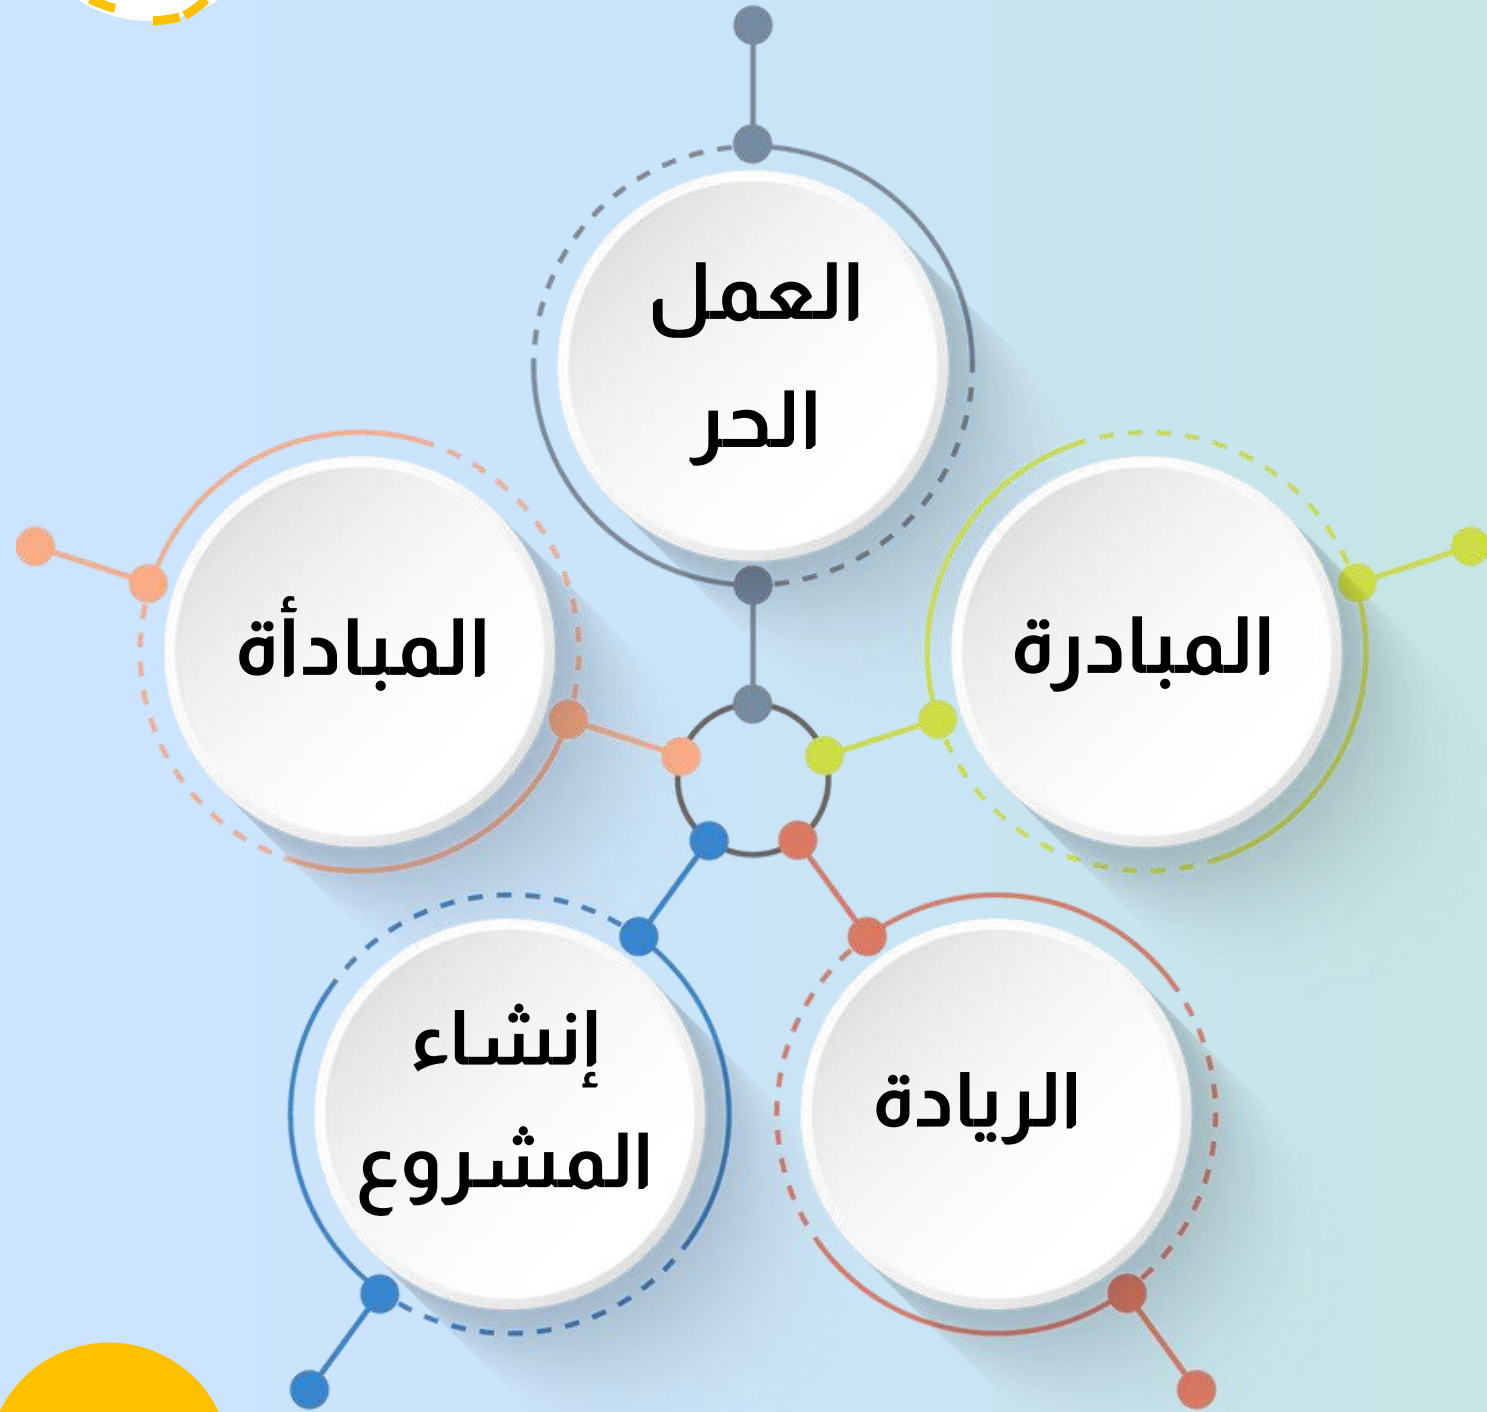 العمل
الحر
المبادرة
المبادأة
الريادة
إنشاء
المشروع